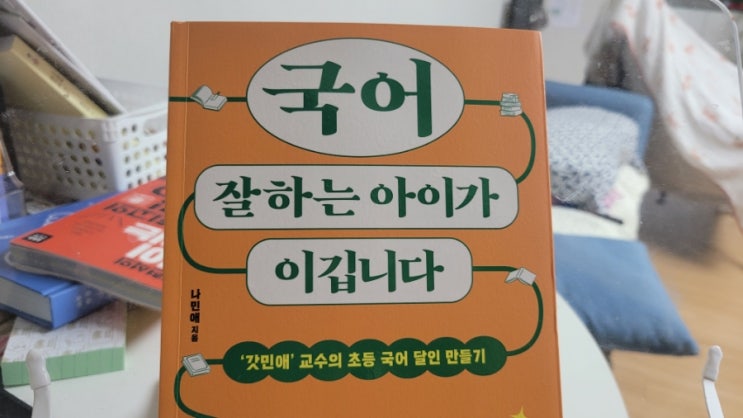 국어
잘하는 아이가
이깁니다
나민애 지음
'갓민애' 교수의 초등 국어 달인 만들기